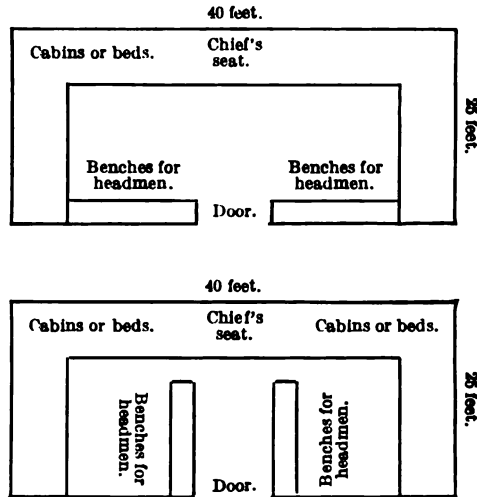 40 feet.
Cabins or beds.
Chief's
seat.
25 feet.
Benches for
headmen.
Benches for
headmen.
Door.
40 feet.
Cabins or beds.
Chief's
seat.
Cabins or beds.
25 feet.
Benches for
headmen.
Benches for
headmen.
Door.